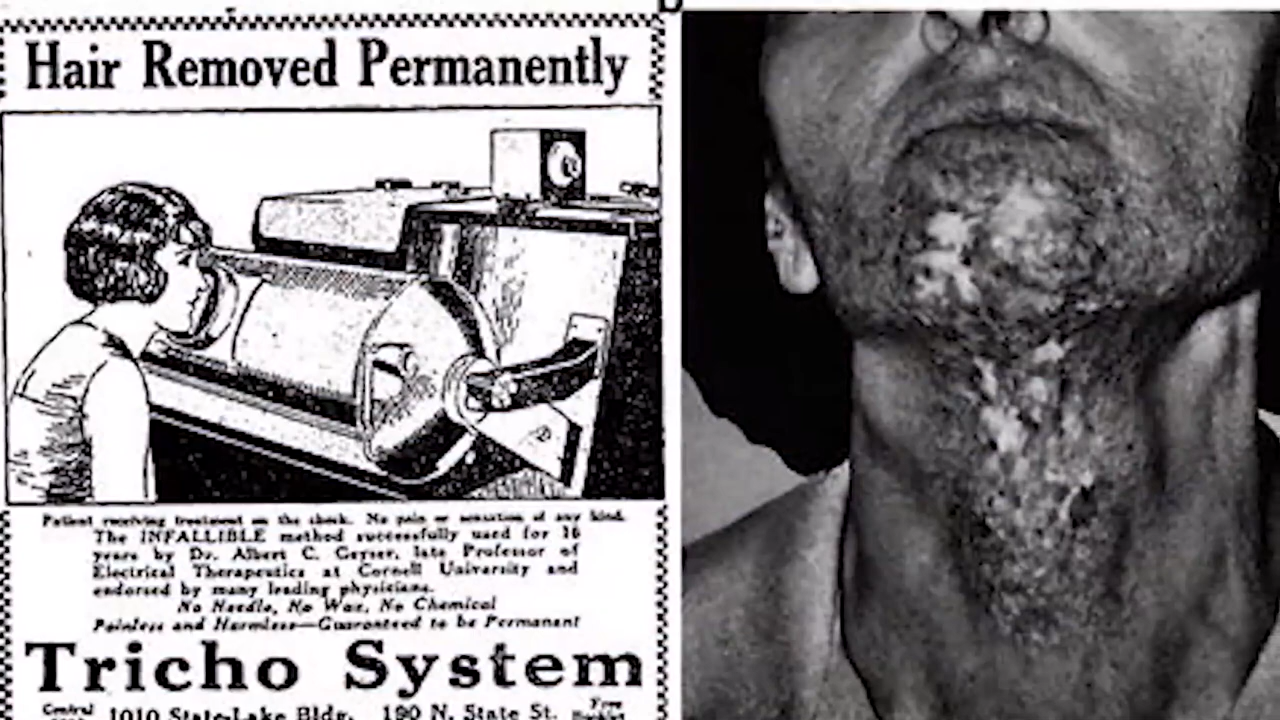 Hair Removed Permanently
Patient receiving treatment on the cheek. No pain or sensation of any kind.
The INFALLIBLE method successfully used for 16
years by Dr. Albert C. Geyser, late Professor of
Electrical Therapeutics at Cornell University and
endorsed by many leading physicians.
No Needle, No Wax, No Chemical
Painless and Harmless—Guaranteed to be Permanent
Tricho System
Central 1010 State-Lake Bldg. 190 N. State St. Free